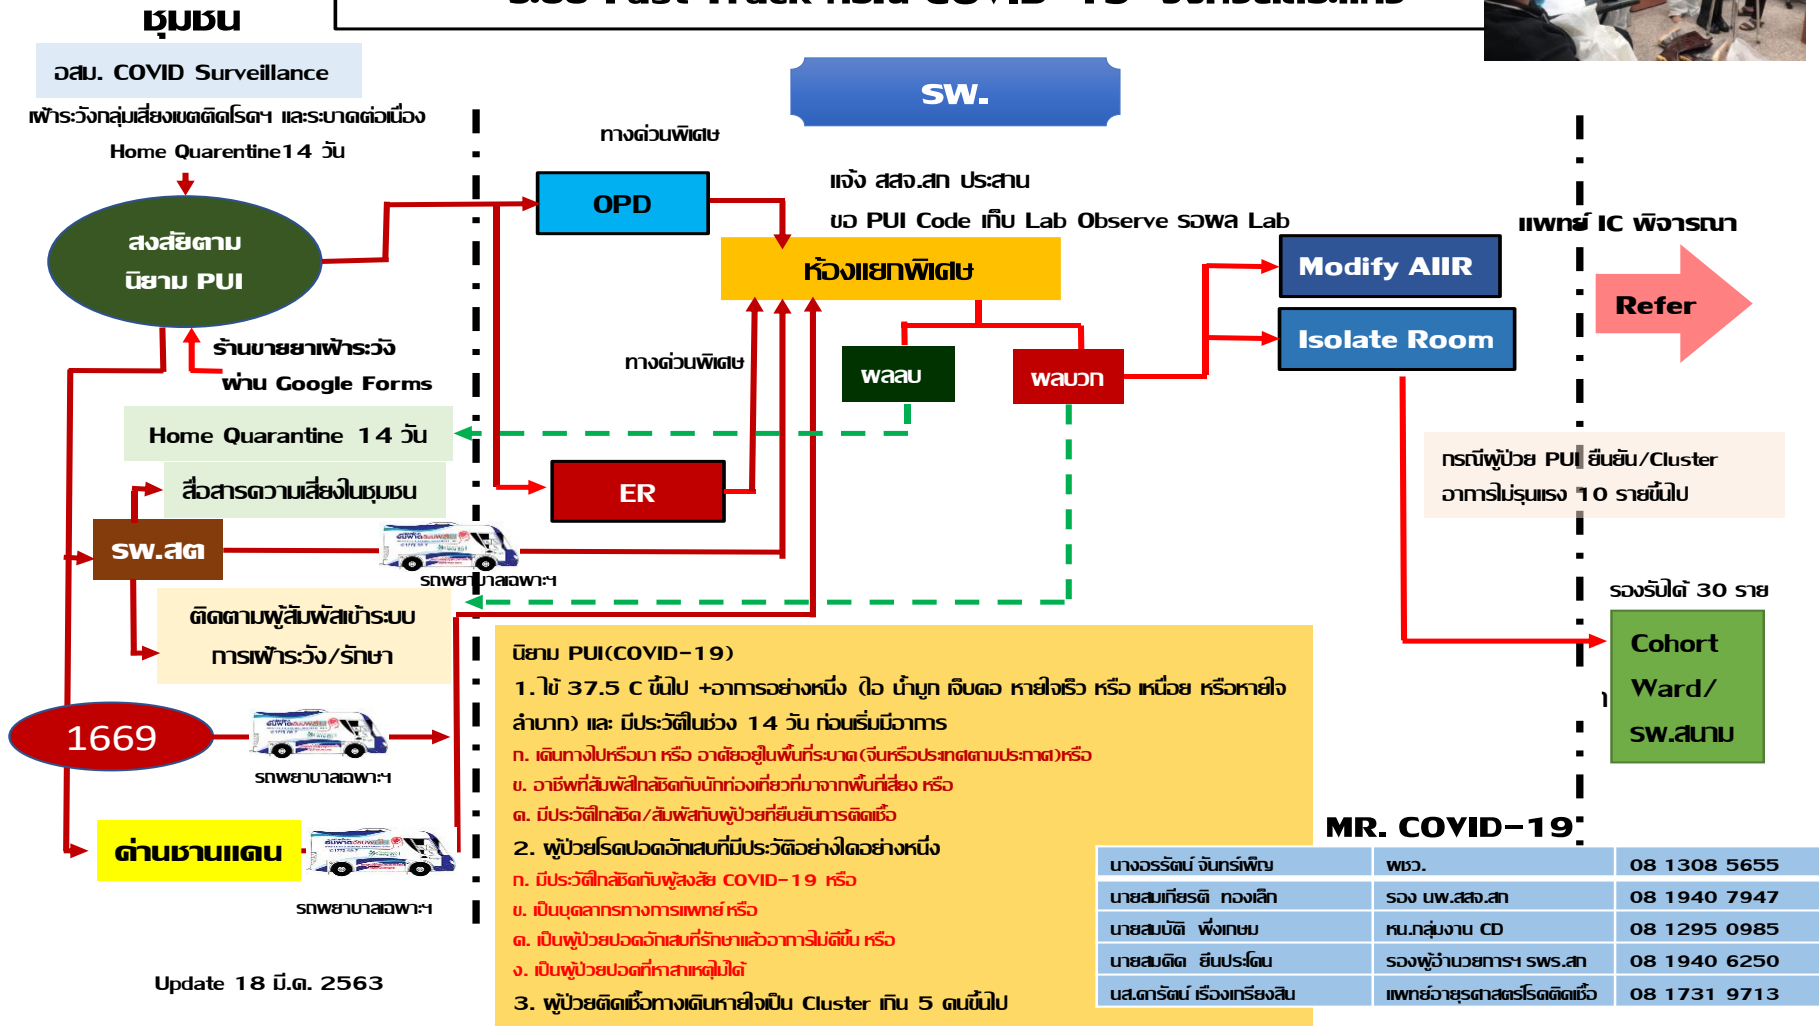 ชุมชน
ระบบ Fast Track กรณี COVID-19 จังหวัดสระแก้ว
อสม. COVID Surveillance
เฝ้าระวังกลุ่มเสี่ยงเขตติดโรคฯ และระบาดต่อเนื่อง
Home Quarentine14 วัน
รพ.
ทางด่วนพิเศษ
OPD
แจ้ง สสจ.สก ประสาน
ขอ PUI Code เก็บ Lab Observe รอผล Lab
สงสัยตาม
นิยาม PUI
ห้องแยกพิเศษ
Modify AIIR
แพทย์ IC พิจารณา
Refer
Isolate Room
ร้านขายยาเฝ้าระวัง
ผ่าน Google Forms
ทางด่วนพิเศษ
ผลลบ
ผลบวก
Home Quarantine 14 วัน
สื่อสารความเสี่ยงในชุมชน
ER
กรณีผู้ป่วย PUI ยืนยัน/Cluster
อาการไม่รุนแรง 10 รายขึ้นไป
รพ.สต
รถพยาบาลเฉพาะฯ
ติดตามผู้สัมผัสเข้าระบบ
การเฝ้าระวัง/รักษา
รองรับได้ 30 ราย
Cohort
Ward/
รพ.สนาม
1669
รถพยาบาลเฉพาะฯ
ด่านชานแดน
รถพยาบาลเฉพาะฯ
นิยาม PUI(COVID-19)
1. ไข้ 37.5 C ขึ้นไป +อาการอย่างหนึ่ง (ไอ น้ำมูก เจ็บคอ หายใจเร็ว หรือ เหนื่อย หรือหายใจ
ลำบาก) และ มีประวัติในช่วง 14 วัน ก่อนเริ่มมีอาการ
ก. เดินทางไปหรือมา หรือ อาศัยอยู่ในพื้นที่ระบาด(จีนหรือประเทศตามประกาศ)หรือ
ข. อาชีพที่สัมผัสใกล้ชิดกับนักท่องเที่ยวที่มาจากพื้นที่เสี่ยง หรือ
ค. มีประวัติใกล้ชิด/สัมผัสกับผู้ป่วยที่ยืนยันการติดเชื้อ
2. ผู้ป่วยโรคปอดอักเสบที่มีประวัติอย่างใดอย่างหนึ่ง
ก. มีประวัติใกล้ชิดกับผู้สงสัย COVID-19 หรือ
ข. เป็นบุคลากรทางการแพทย์ หรือ
ค. เป็นผู้ป่วยปอดอักเสบที่รักษาแล้วอาการไม่ดีขึ้น หรือ
ง. เป็นผู้ป่วยปอดที่หาสาเหตุไม่ได้
3. ผู้ป่วยติดเชื้อทางเดินหายใจเป็น Cluster เกิน 5 คนขึ้นไป
MR. COVID-19
นางอรรัตน์ จันทร์เพ็ญ ผชว. 08 1308 5655
นายสมเกียรติ ทองเล็ก รอง นพ.สสจ.สก 08 1940 7947
นายสมบัติ พึ่งเกษม หน.กลุ่มงาน CD 08 1295 0985
นายสมคิด ยืนประโคน รองผู้อำนวยการฯ รพร.สก 08 1940 6250
นส.ดารัตน์ เรืองเกรียงสิน แพทย์อายุรศาสตร์โรคติดเชื้อ 08 1731 9713
Update 18 มี.ค. 2563